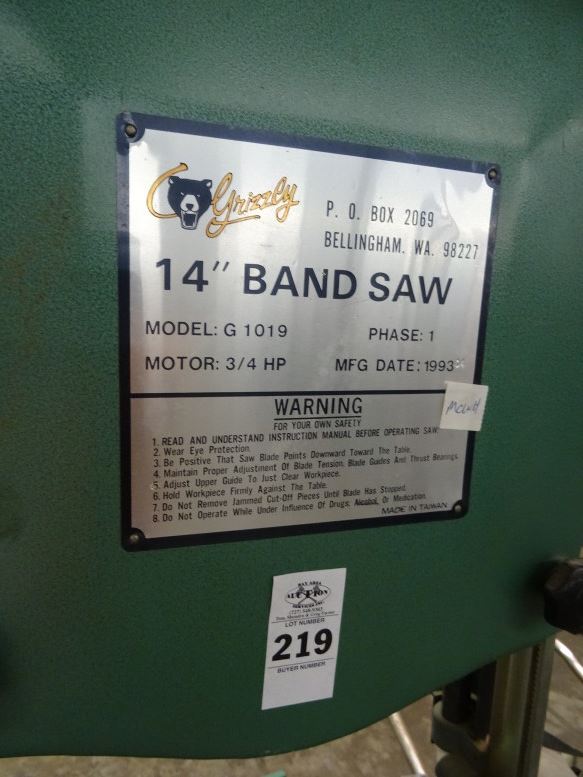 Grizzly
P. O. BOX 2069
BELLINGHAM. WA. 98227
14" BAND SAW
MODEL: G 1019
PHASE: 1
MOTOR: 3/4 HP
MFG DATE: 1993
WARNING
FOR YOUR OWN SAFETY
1. READ AND UNDERSTAND INSTRUCTION MANUAL BEFORE OPERATING SAW.
2. Wear Eye Protection.
3. Be Positive That Saw Blade Points Downward Toward The Table.
4. Maintain Proper Adjustment Of Blade Tension, Blade Guides And Thrust Bearings.
5. Adjust Upper Guide To Just Clear Workpiece.
6. Hold Workpiece Firmly Against The Table.
7. Do Not Remove Jammed Cut-Off Pieces Until Blade Has Stopped.
8. Do Not Operate While Under Influence Of Drugs, Alcohol, Or Medication.
MADE IN TAIWAN
BAY AREA
AUCTION
SERVICES INC.
LOT NUMBER
219
BUYER NUMBER